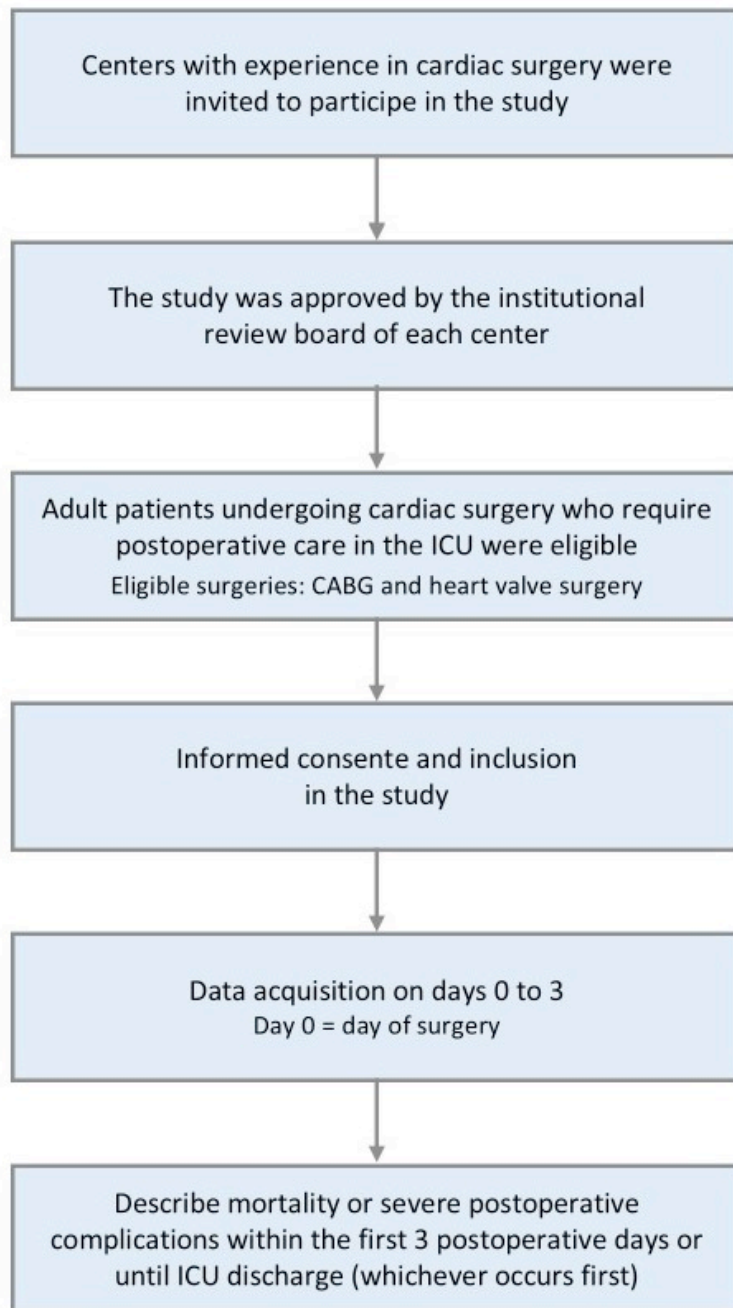 Centers with experience in cardiac surgery were
invited to participe in the study
The study was approved by the institutional
review board of each center
Adult patients undergoing cardiac surgery who require
postoperative care in the ICU were eligible
Eligible surgeries: CABG and heart valve surgery
Informed consente and inclusion
in the study
Data acquisition on days 0 to 3
Day 0 = day of surgery
Describe mortality or severe postoperative
complications within the first 3 postoperative days or
until ICU discharge (whichever occurs first)